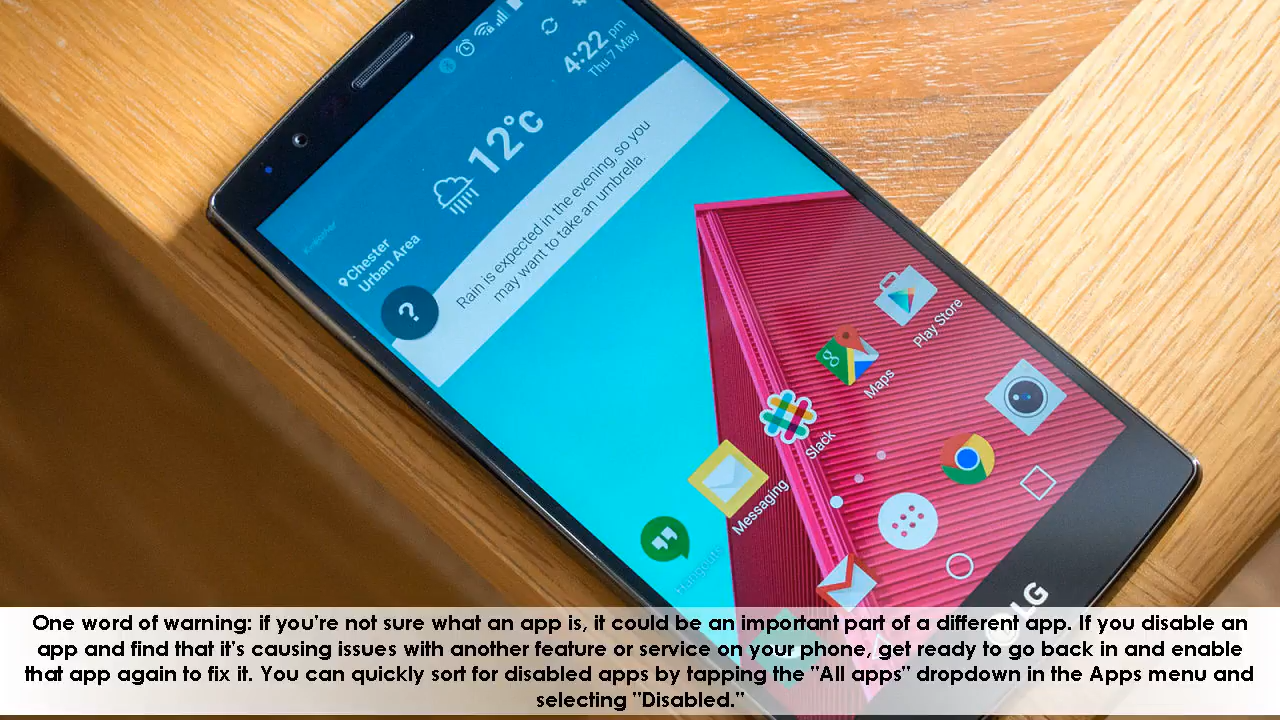 4:22 pm
Thu 7 May
12°C
Chester
Urban Area
?
Rain is expected in the evening, so you
may want to take an umbrella.
Play Store
Maps
Slack
Messaging
Hangouts
LG
One word of warning: if you're not sure what an app is, it could be an important part of a different app. If you disable an
app and find that it's causing issues with another feature or service on your phone, get ready to go back in and enable
that app again to fix it. You can quickly sort for disabled apps by tapping the "All apps" dropdown in the Apps menu and
selecting "Disabled."